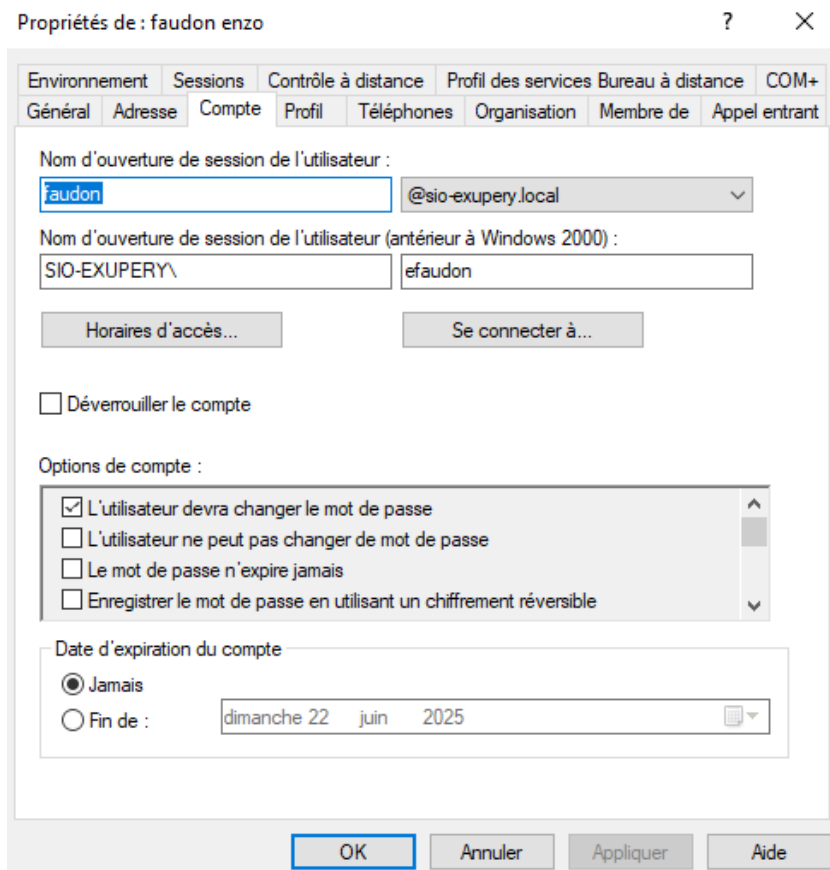 Propriétés de : faudon enzo ? ×
Environnement Sessions Contrôle à distance Profil des services Bureau à distance COM+
Général Adresse Compte Profil Téléphones Organisation Membre de Appel entrant
Nom d'ouverture de session de l'utilisateur :
faudon @sio-exupery.local
Nom d'ouverture de session de l'utilisateur (antérieur à Windows 2000) :
SIO-EXUPERY\ efaudon
Horaires d'accès... Se connecter à...
Déverrouiller le compte
Options de compte :
L'utilisateur devra changer le mot de passe
L'utilisateur ne peut pas changer de mot de passe
Le mot de passe n'expire jamais
Enregistrer le mot de passe en utilisant un chiffrement réversible
Date d'expiration du compte
Jamais
Fin de : dimanche 22 juin 2025
OK Annuler Appliquer Aide